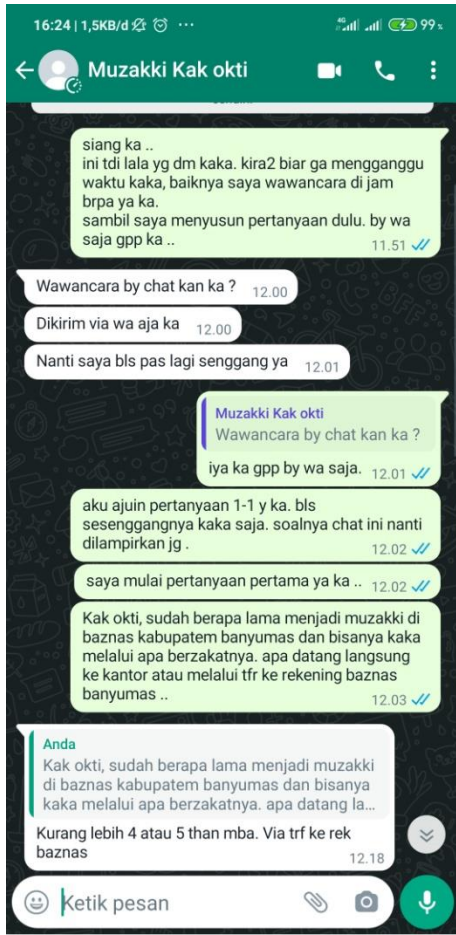 16:24 | 1,5KB/d ... 4G 99%
Muzakki Kak okti
siang ka ..
ini tdi lala yg dm kaka. kira2 biar ga mengganggu
waktu kaka, baiknya saya wawancara di jam
brpa ya ka.
sambil saya menyusun pertanyaan dulu. by wa
saja gpp ka ..
11.51
Wawancara by chat kan ka ? 12.00
Dikirim via wa aja ka 12.00
Nanti saya bls pas lagi senggang ya 12.01
Muzakki Kak okti
Wawancara by chat kan ka ?
iya ka gpp by wa saja. 12.01
aku ajuin pertanyaan 1-1 y ka. bls
sesenggangnya kaka saja. soalnya chat ini nanti
dilampirkan jg .
12.02
saya mulai pertanyaan pertama ya ka .. 12.02
Kak okti, sudah berapa lama menjadi muzakki di
baznas kabupatem banyumas dan bisanya kaka
melalui apa berzakatnya. apa datang langsung
ke kantor atau melalui tfr ke rekening baznas
banyumas ..
12.03
Anda
Kak okti, sudah berapa lama menjadi muzakki
di baznas kabupatem banyumas dan bisanya
kaka melalui apa berzakatnya. apa datang la...
Kurang lebih 4 atau 5 than mba. Via trf ke rek
baznas
12.18
Ketik pesan